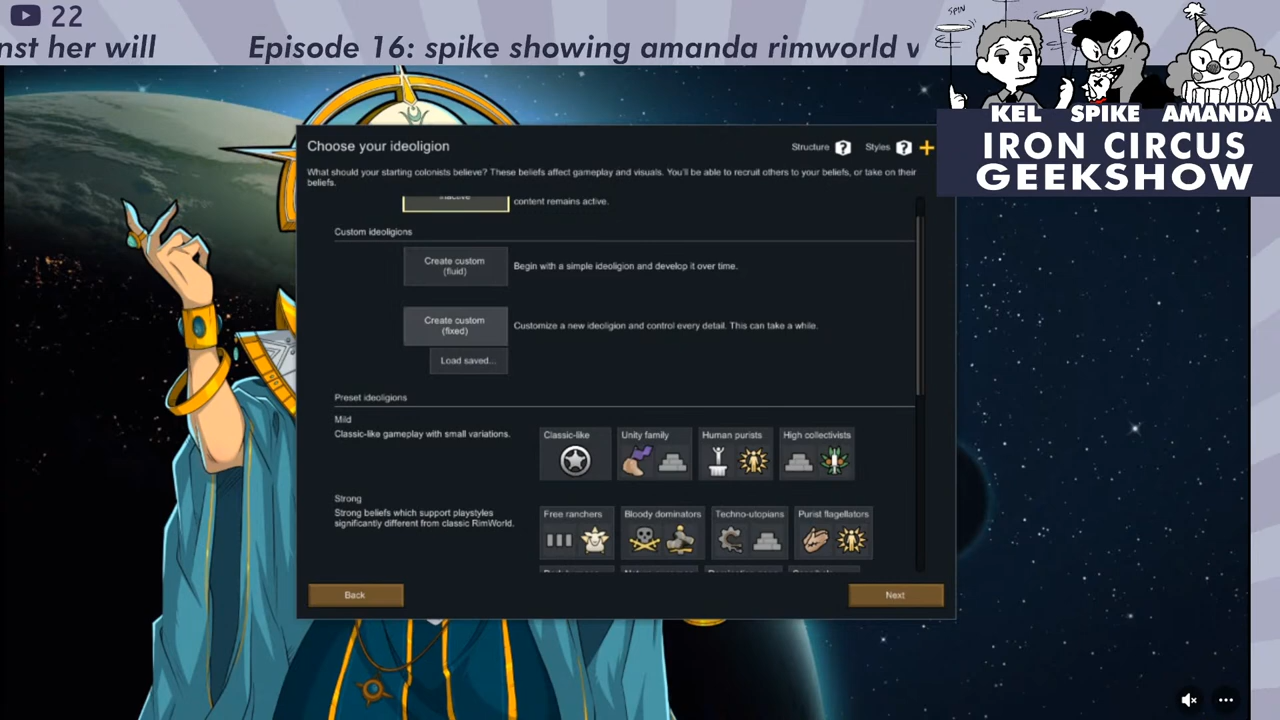 22
nst her will
Episode 16: spike showing amanda rimworld
SPIN
KEL SPIKE AMANDA
IRON CIRCUS
GEEKSHOW
Choose your ideoligion
Structure ?
Styles ? +
What should your starting colonists believe? These beliefs affect gameplay and visuals. You'll be able to recruit others to your beliefs, or take on their
beliefs.
Inactive
content remains active.
Custom ideoligions
Create custom
(fluid)
Begin with a simple ideoligion and develop it over time.
Create custom
(fixed)
Customize a new ideoligion and control every detail. This can take a while.
Load saved...
Preset ideoligions
Mild
Classic-like gameplay with small variations.
Classic-like
Unity family
Human purists
High collectivists
Strong
Strong beliefs which support playstyles
significantly different from classic RimWorld.
Free ranchers
Bloody dominators
Techno-utopians
Purist flagellators
Back
Next